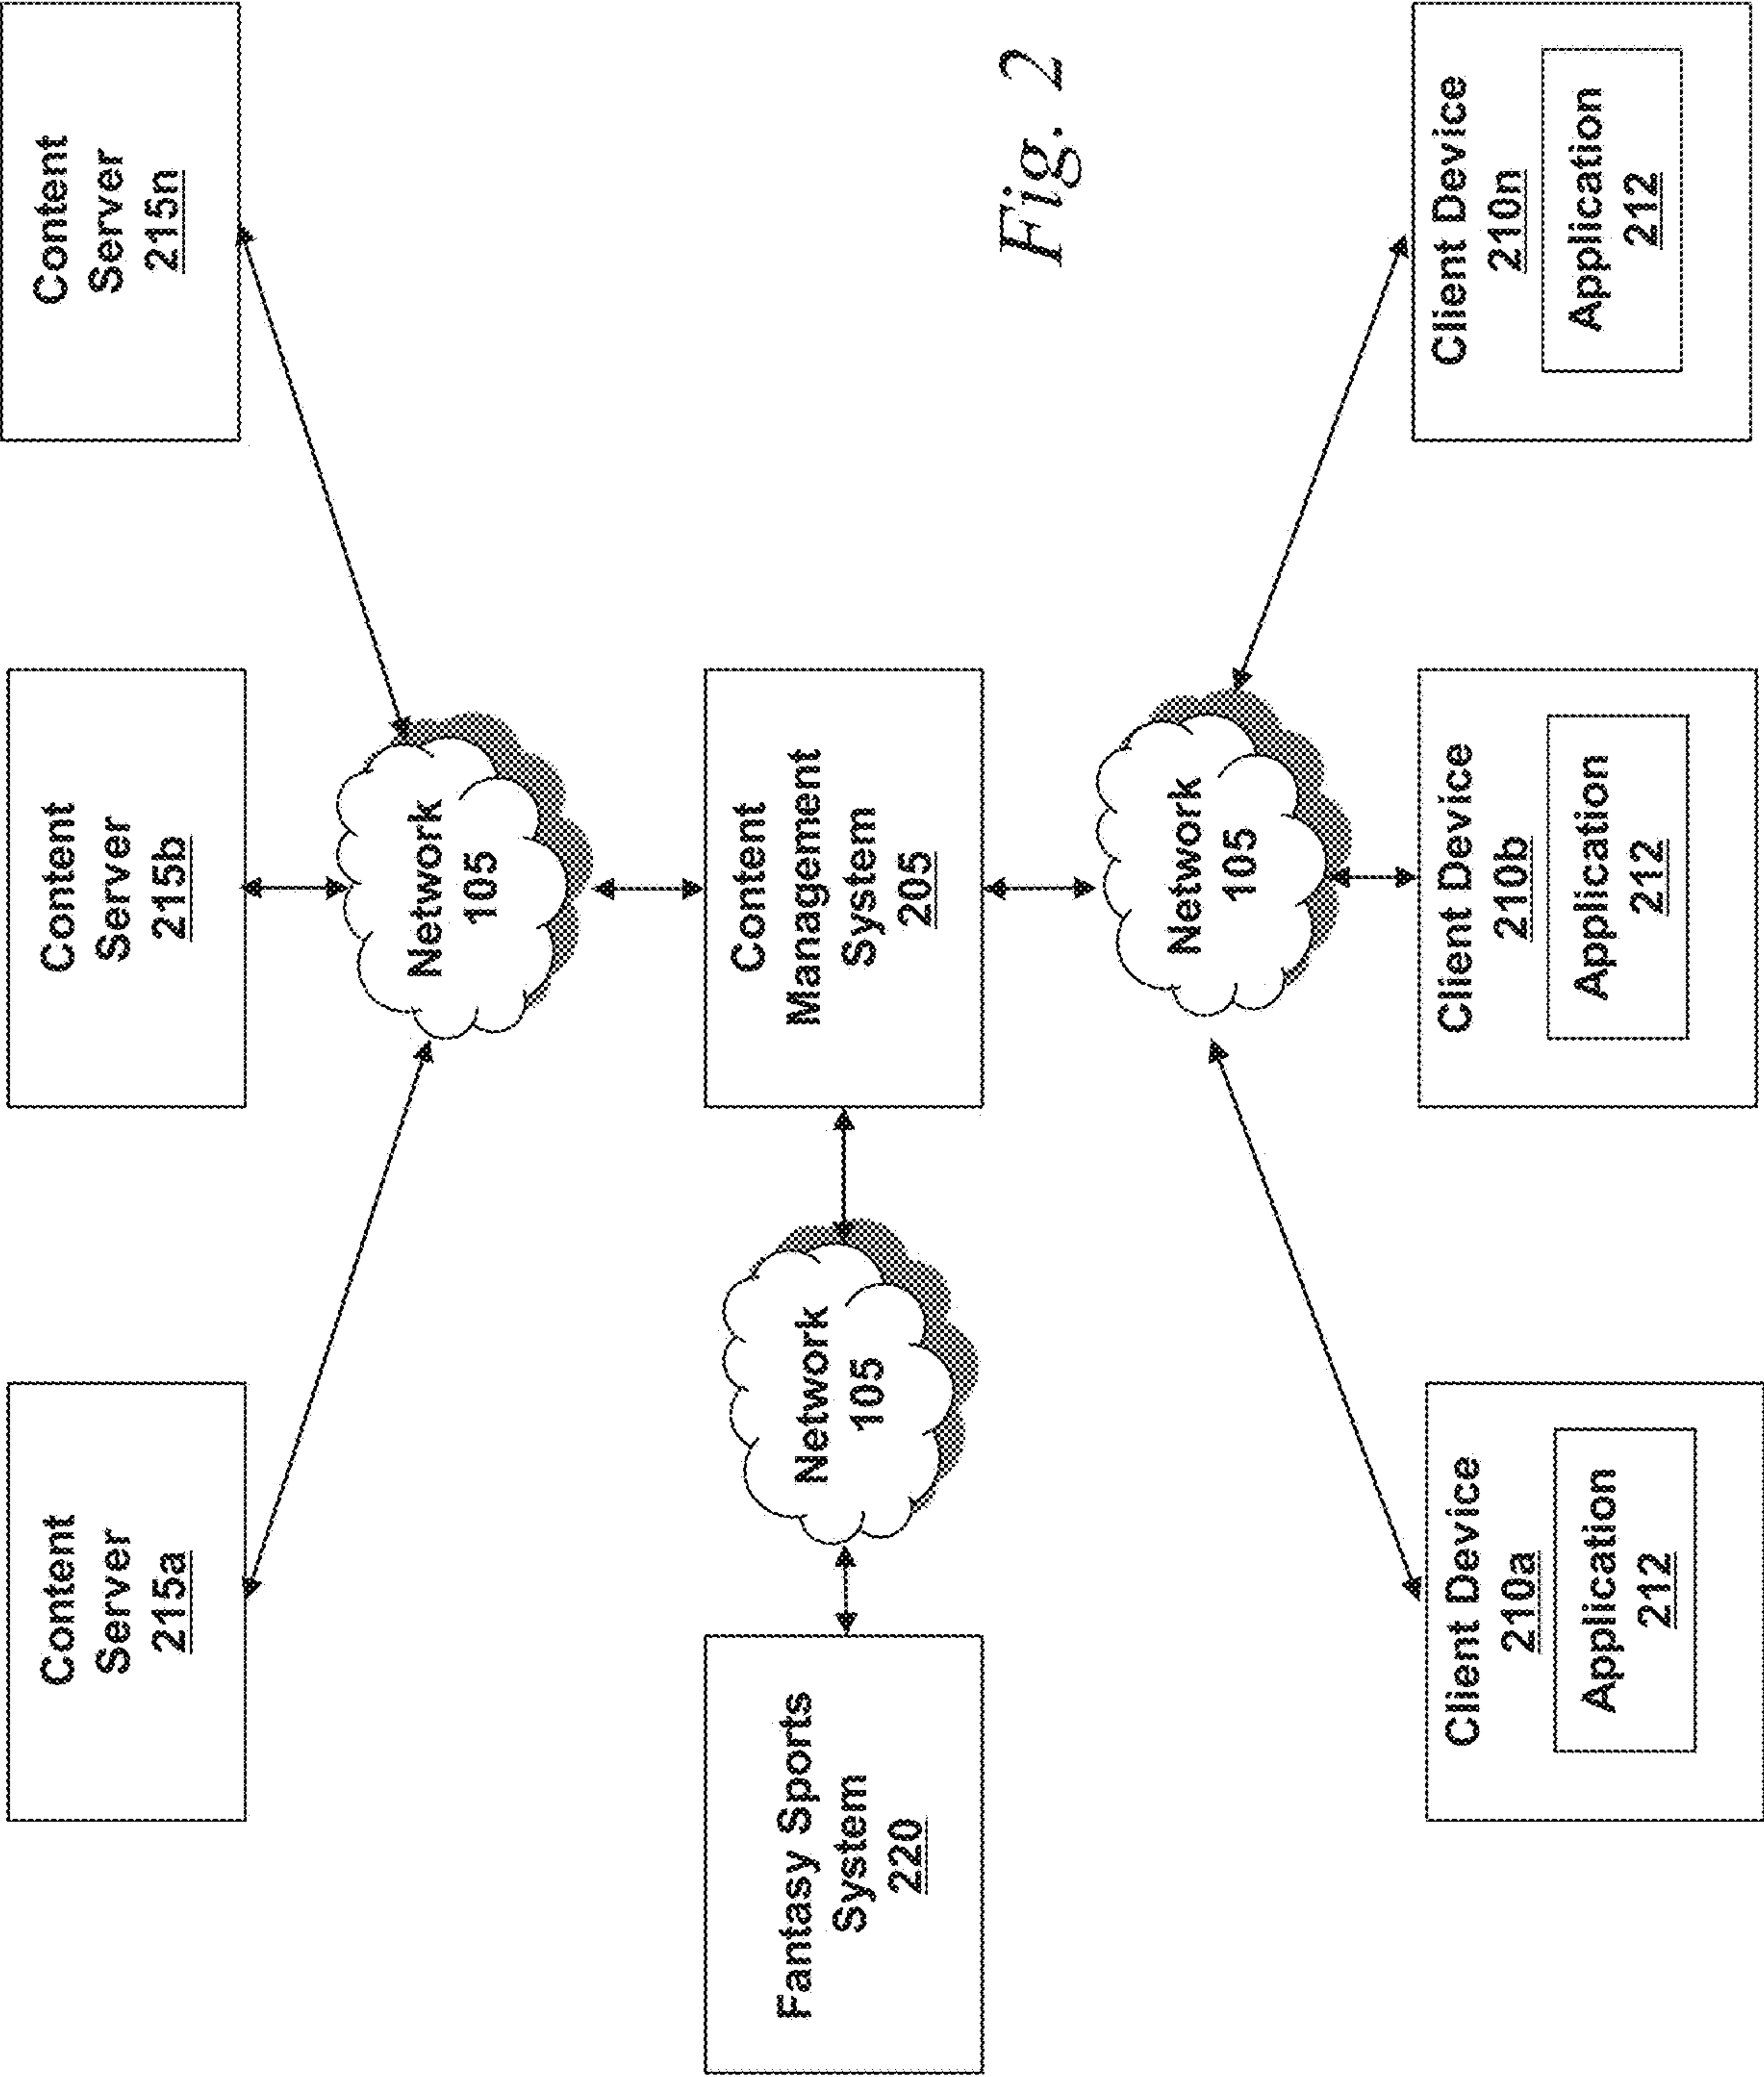 Content
Server
215a
Content
Server
215b
Content
Server
215n
Network
105
Fantasy Sports
System
220
Network
105
Content
Management
System
205
Network
105
Client Device
210a
Application
212
Client Device
210b
Application
212
Client Device
210n
Application
212
Fig. 2